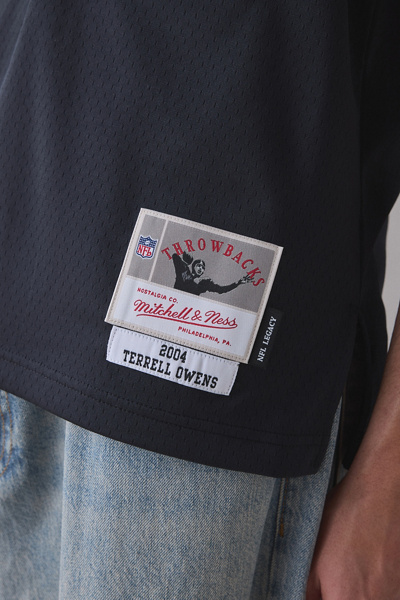 NFL
THROWBACKS
NOSTALGIA CO.
Mitchell & Ness
PHILADELPHIA, PA.
2004
TERRELL OWENS
NFL LEGACY